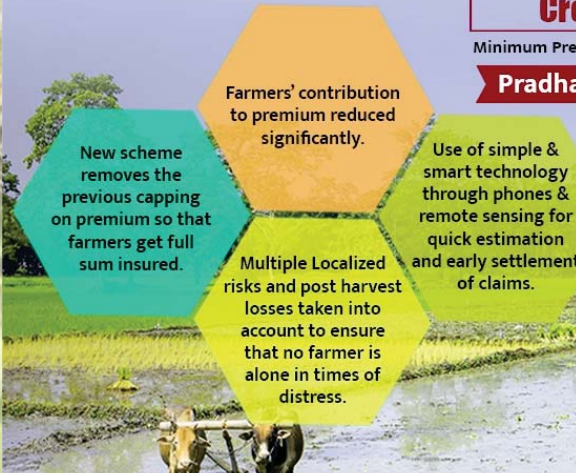 Minimum
Pradha
Farmers' contribution
to premium reduced
significantly.
New scheme
removes the
previous capping
on premium so that
farmers get full
sum insured.
Use of simple &
smart technology
through phones &
remote sensing for
quick estimation
and early settlement
of claims.
Multiple Localized
risks and post harvest
losses taken into
account to ensure
that no farmer is
alone in times of
distress.